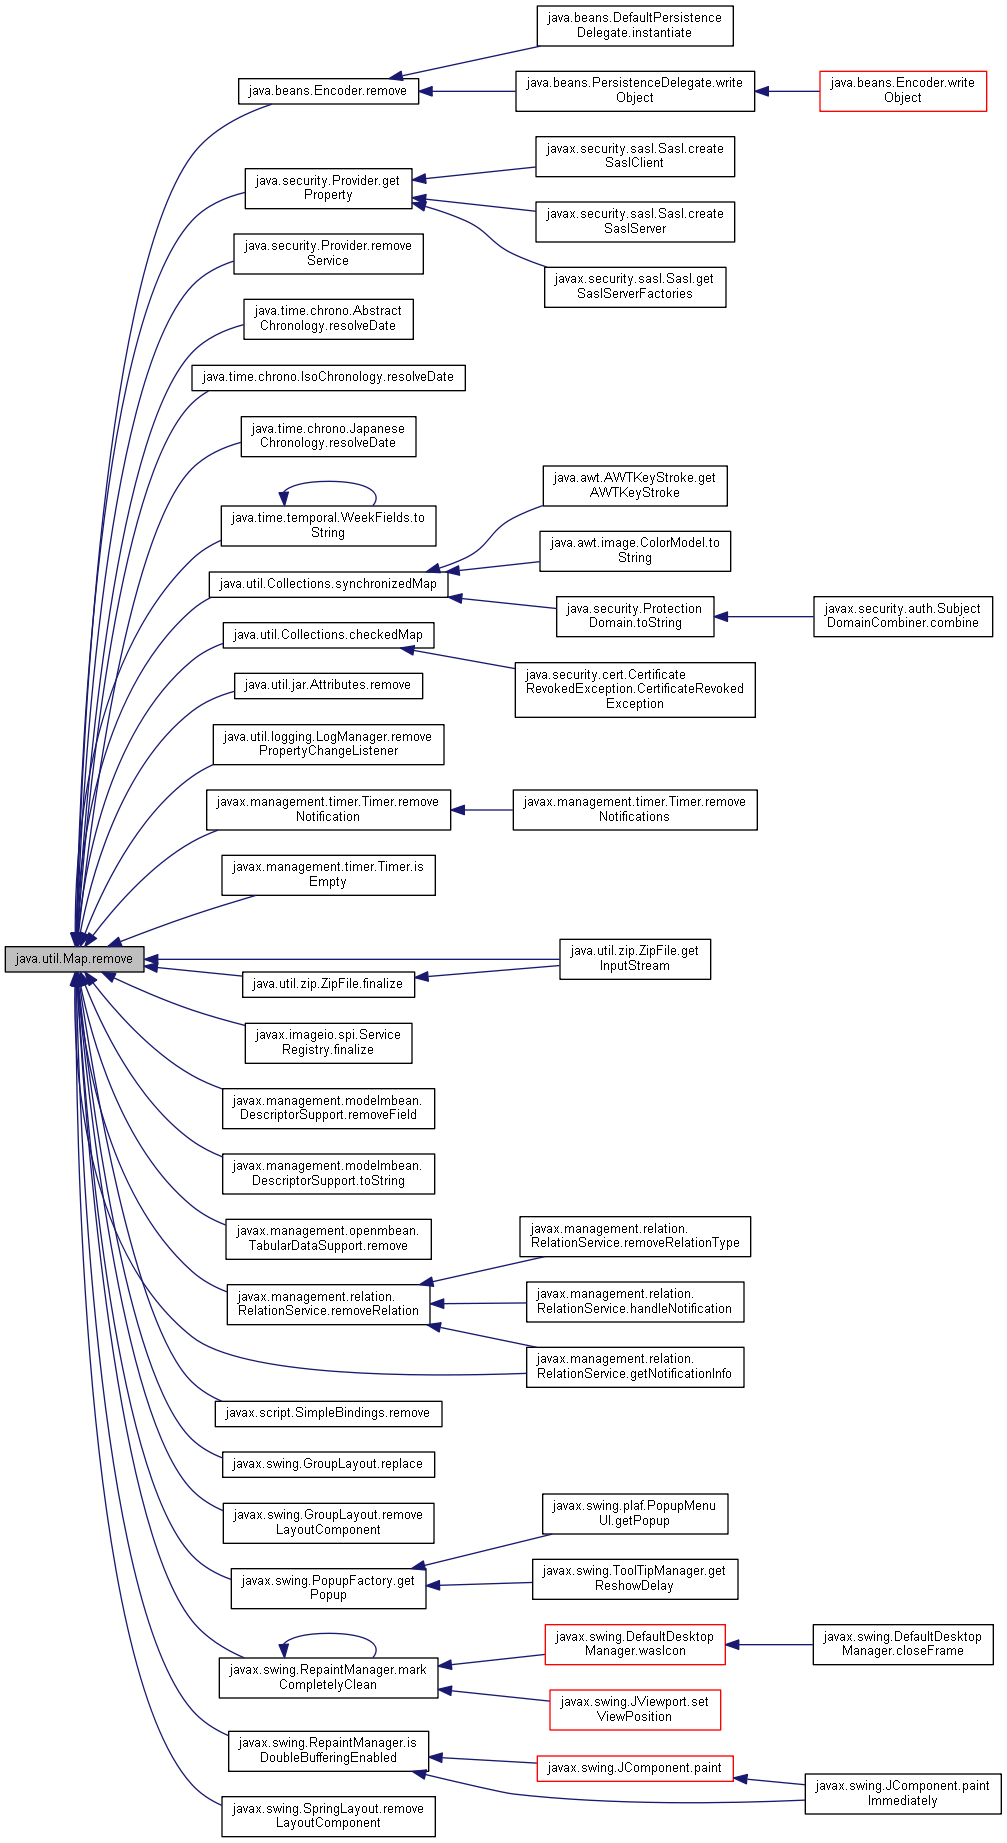 java.beans.DefaultPersistence
Delegate.instantiate
java.beans.Encoder.remove
java.beans.PersistenceDelegate.write
Object
java.beans.Encoder.write
Object
javax.security.sasl.Sasl.create
SaslClient
java.security.Provider.get
Property
javax.security.sasl.Sasl.create
SaslServer
java.security.Provider.remove
Service
javax.security.sasl.Sasl.get
SaslServerFactories
java.time.chrono.Abstract
Chronology.resolveDate
java.time.chrono.IsoChronology.resolveDate
java.time.chrono.Japanese
Chronology.resolveDate
java.awt.AWTKeyStroke.get
AWTKeyStroke
java.time.temporal.WeekFields.to
String
java.awt.image.ColorModel.to
String
java.util.Collections.synchronizedMap
java.security.Protection
Domain.toString
javax.security.auth.Subject
DomainCombiner.combine
java.util.Collections.checkedMap
java.security.cert.Certificate
RevokedException.CertificateRevoked
Exception
java.util.jar.Attributes.remove
java.util.logging.LogManager.remove
PropertyChangeListener
javax.management.timer.Timer.remove
Notification
javax.management.timer.Timer.remove
Notifications
javax.management.timer.Timer.is
Empty
java.util.Map.remove
java.util.zip.ZipFile.get
InputStream
java.util.zip.ZipFile.finalize
javax.imageio.spi.Service
Registry.finalize
javax.management.modelmbean.
DescriptorSupport.removeField
javax.management.modelmbean.
DescriptorSupport.toString
javax.management.openmbean.
TabularDataSupport.remove
javax.management.relation.
RelationService.removeRelationType
javax.management.relation.
RelationService.removeRelation
javax.management.relation.
RelationService.handleNotification
javax.management.relation.
RelationService.getNotificationInfo
javax.script.SimpleBindings.remove
javax.swing.GroupLayout.replace
javax.swing.GroupLayout.remove
LayoutComponent
javax.swing.plaf.PopupMenu
UI.getPopup
javax.swing.PopupFactory.get
Popup
javax.swing.ToolTipManager.get
ReshowDelay
javax.swing.RepaintManager.mark
CompletelyClean
javax.swing.DefaultDesktop
Manager.wasIcon
javax.swing.DefaultDesktop
Manager.closeFrame
javax.swing.JViewport.set
ViewPosition
javax.swing.RepaintManager.is
DoubleBufferingEnabled
javax.swing.JComponent.paint
javax.swing.JComponent.paint
Immediately
javax.swing.SpringLayout.remove
LayoutComponent